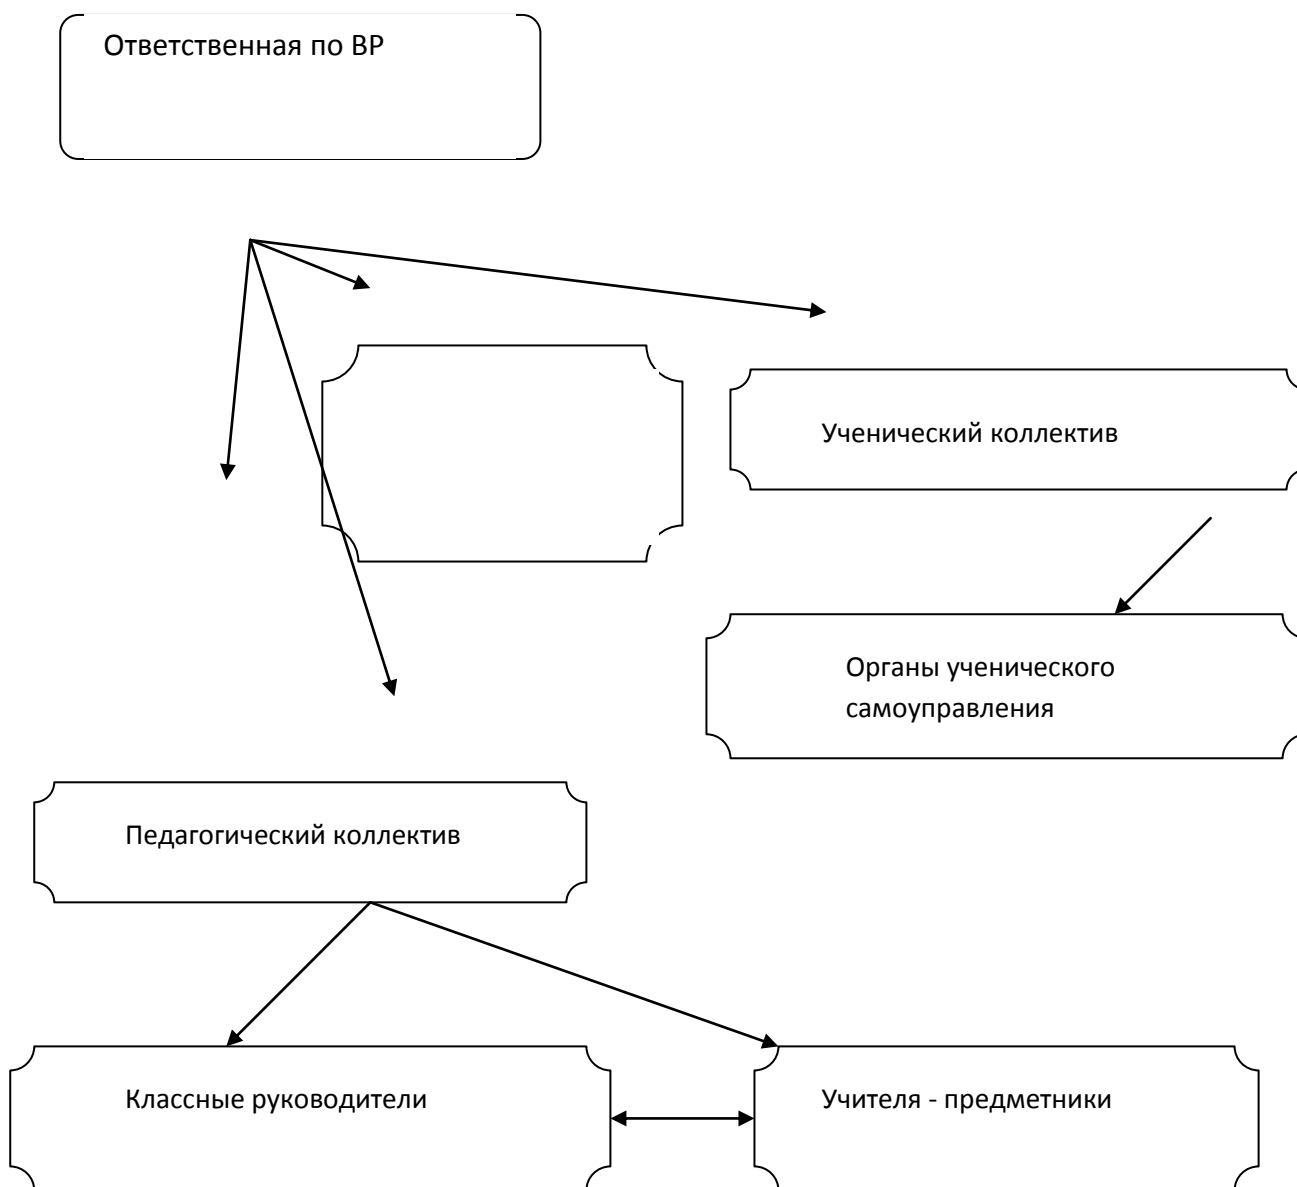 Ответственная по ВР
Ученический коллектив
Органы ученического
самоуправления
Педагогический коллектив
Классные руководители
Учителя - предметники